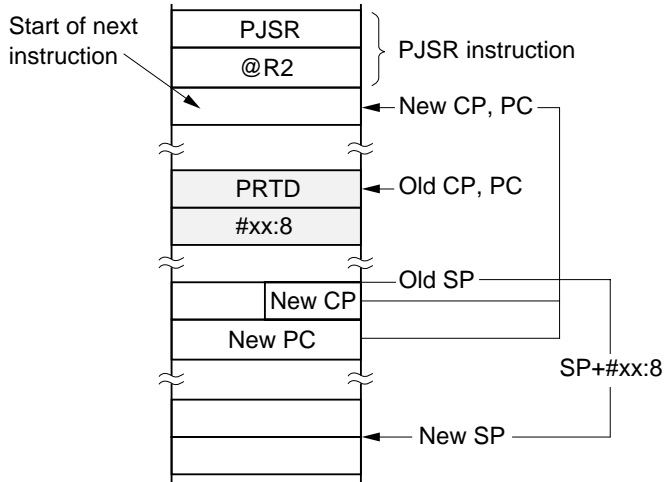 Start of next
instruction
PJSR
@R2
PJSR instruction
New CP, PC
PRTD
Old CP, PC
#xx:8
Old SP
New CP
New PC
SP+#xx:8
New SP